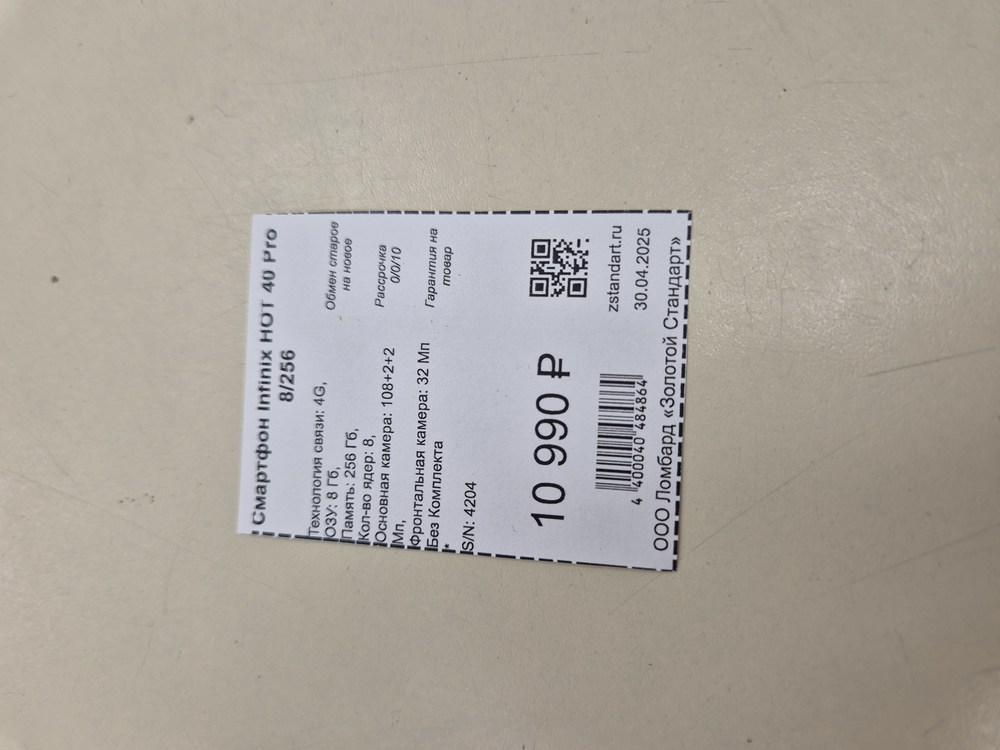 Смартфон Infinix HOT 40 Pro
8/256
Технология связи: 4G,
ОЗУ: 8 Гб,
Память: 256 Гб,
Кол-во ядер: 8,
Основная камера: 108+2+2
Мп,
Фронтальная камера: 32 Мп
Без Комплекта
*
S/N: 4204
Обмен старое
на новое
Рассрочка
0/0/10
Гарантия на
товар
10 990 ₽
4 400040 484864
zstandart.ru
30.04.2025
ООО Ломбард «Золотой Стандарт»